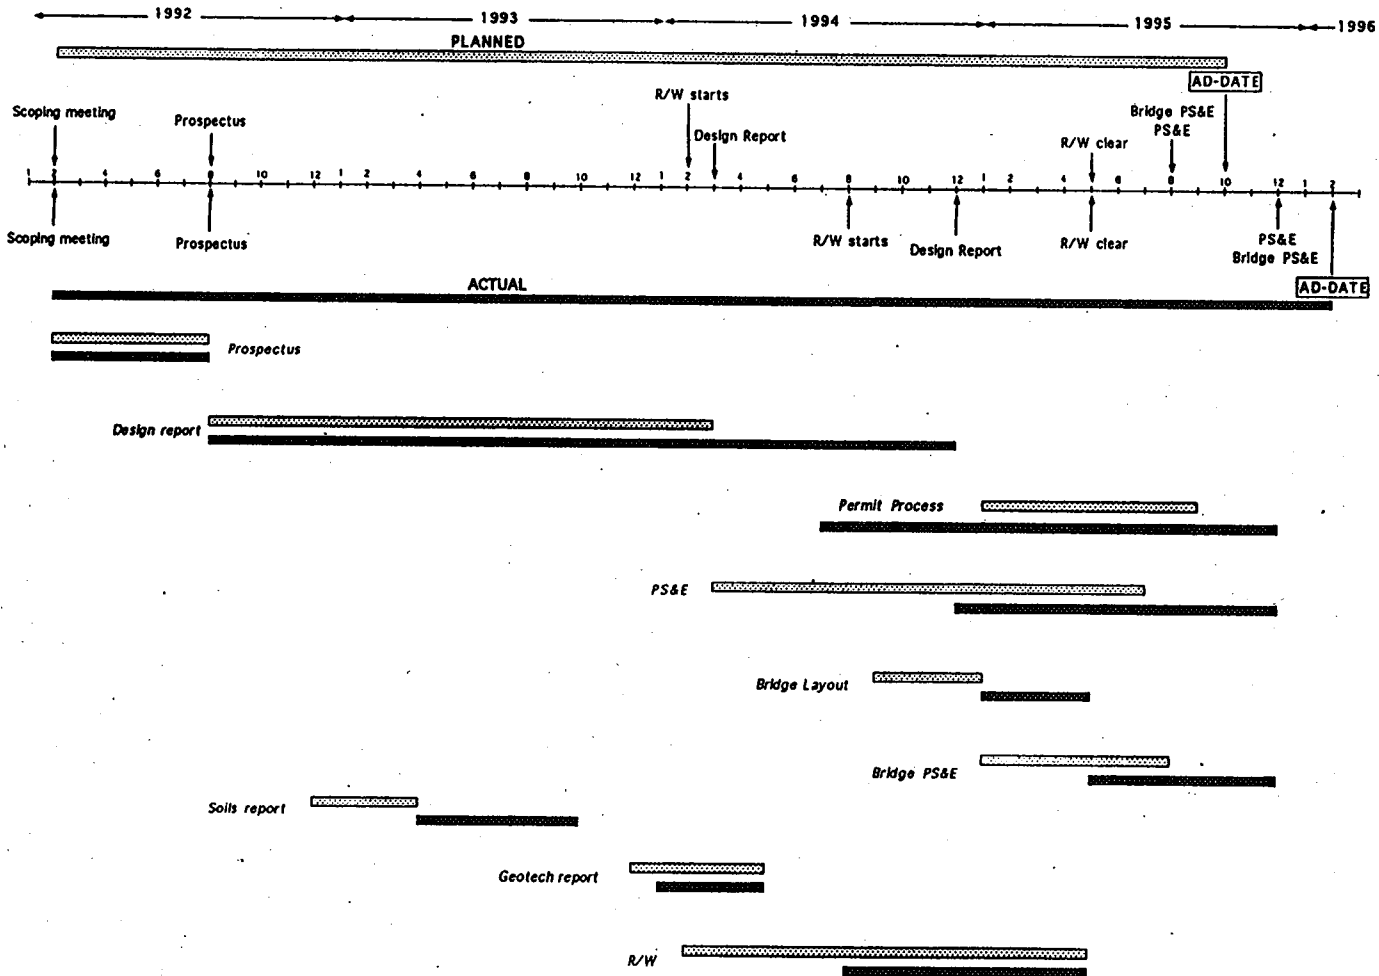 1992 1993 1994 1995 1996
PLANNED
AD-DATE
R/W starts
Scoping meeting Prospectus Design Report R/W clear Bridge PS&E
PS&E
1 2 4 6 8 10 12 1 2 4 6 8 10 12 1 2 4 6 8 10 12 1 2 4 6 8 10 12 1 2
Scoping meeting Prospectus R/W starts Design Report R/W clear PS&E
Bridge PS&E
ACTUAL
AD-DATE
Prospectus
Design report
Permit Process
PS&E
Bridge Layout
Bridge PS&E
Soils report
Geotech report
R/W